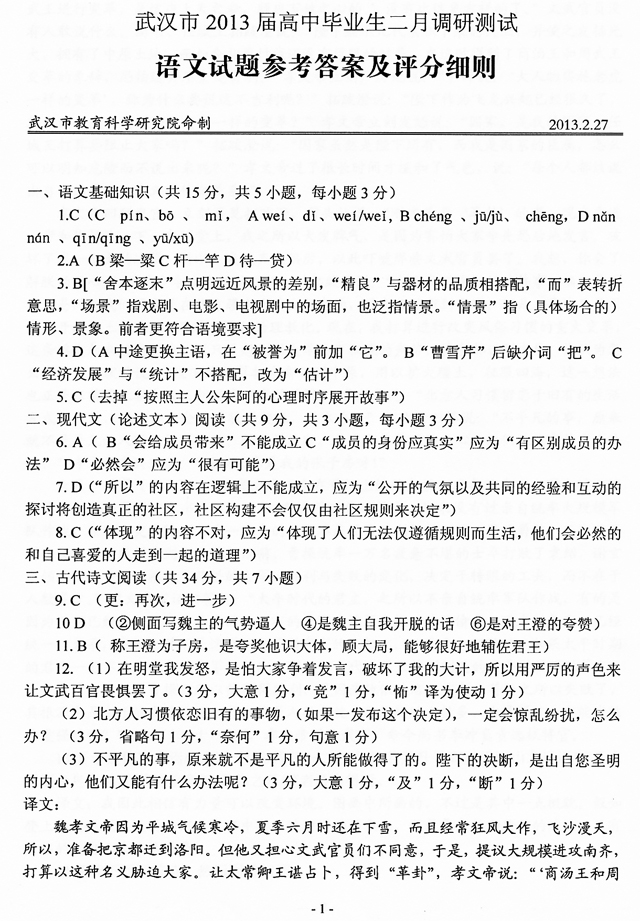 武汉市 2013 届高中毕业生二月调研测试
语文试题参考答案及评分细则
武汉市教育科学研究院命制 2013.2.27
一、语文基础知识（共 15 分，共 5 小题，每小题 3 分）
1.C（C pín、bō 、 mǐ， A weí、dǐ、weí/weǐ, B chéng 、jū/jù、 chēng，D nǎn
nán 、qīn/qīng 、yū/xū)
2.A（B 梁—粱 C 杆—竿 D 待—贷）
3. B[“舍本逐末”点明远近风景的差别，“精良”与器材的品质相搭配，“而”表转折
意思，“场景”指戏剧、电影、电视剧中的场面，也泛指情景。“情景”指（具体场合的）
情形、景象。前者更符合语境要求]
4. D（A 中途更换主语，在“被誉为”前加“它”。 B“曹雪芹”后缺介词“把”。 C
“经济发展”与“统计”不搭配，改为“估计”）
5. C（去掉“按照主人公朱阿的心理时序展开故事”）
二、现代文（论述文本）阅读（共 9 分，共 3 小题，每小题 3 分）
6. A（ B“会给成员带来”不能成立 C“成员的身份应真实”应为“有区别成员的办
法” D“必然会”应为“很有可能”）
7. D（“所以”的内容在逻辑上不能成立，应为“公开的气氛以及共同的经验和互动的
探讨将创造真正的社区，社区构建不会仅仅由社区规则来决定”）
8. C（“体现”的内容不对，应为“体现了人们无法仅遵循规则而生活，他们会必然的
和自己喜爱的人走到一起的道理”）
三、古代诗文阅读（共 34 分，共 7 小题）
9. C （更：再次，进一步）
10 D （②侧面写魏主的气势逼人 ④是魏主自我开脱的话 ⑥是对王澄的夸赞）
11. B（ 称王澄为子房，是夸奖他识大体，顾大局，能够很好地辅佐君王）
12. （1）在明堂我发怒，是怕大家争着发言，破坏了我的大计，所以用严厉的声色来
让文武百官畏惧罢了。（3 分，大意 1 分，“竞”1 分，“怖”译为使动 1 分）
（2）北方人习惯依恋旧有的事物，（如果一发布这个决定），一定会惊乱纷扰，怎么
办？ （3 分，省略句 1 分，“奈何”1 分，句意 1 分）
（3）不平凡的事，原来就不是平凡的人所能做得了的。陛下的决断，是出自您圣明
的内心，他们又能有什么办法呢？（3 分，大意 1 分，“及”1 分，“断”1 分）
译文：
魏孝文帝因为平城气候寒冷，夏季六月时还在下雪，而且经常狂风大作，飞沙漫天，
所以，准备把京都迁到洛阳。但他又担心文武官员们不同意，于是，提议大规模进攻南齐，
打算以这种名义胁迫大家。让太常卿王谌占卜，得到“革卦”，孝文帝说：“‘商汤王和周
- 1 -